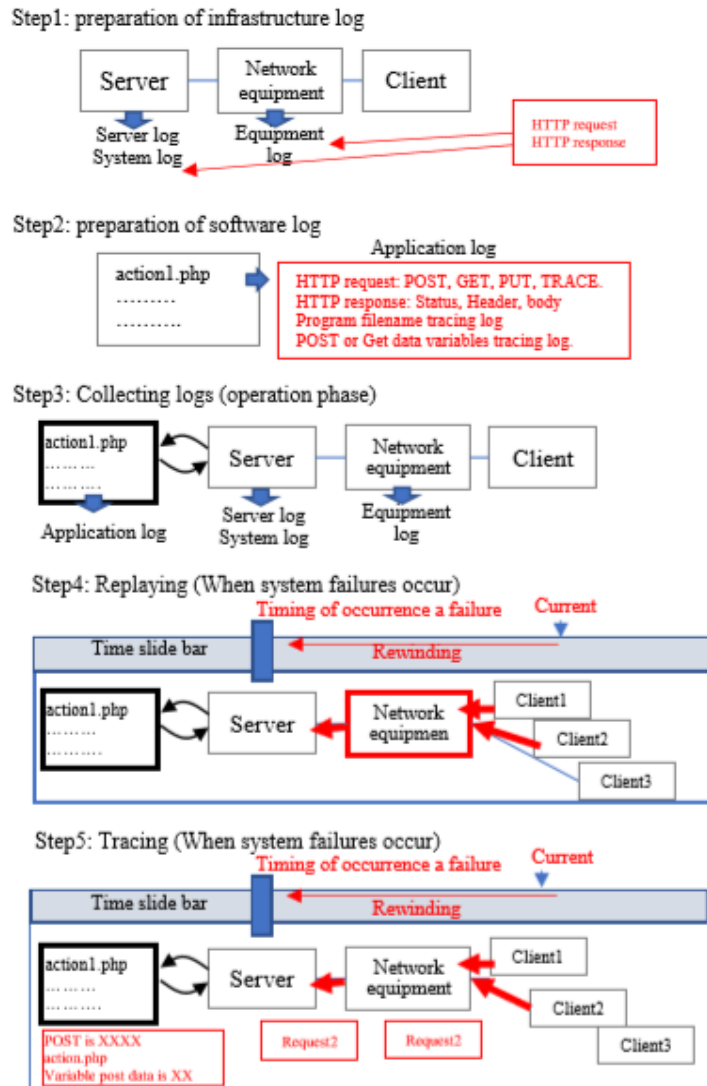 Step1: preparation of infrastructure log
Server
Network
equipment
Client
Server log
System log
Equipment
log
HTTP request
HTTP response
Step2: preparation of software log
Application log
action1.php
………
……….
HTTP request: POST, GET, PUT, TRACE.
HTTP response: Status, Header, body
Program filename tracing log
POST or Get data variables tracing log.
Step3: Collecting logs (operation phase)
action1.php
………
……….
Server
Network
equipment
Client
Application log
Server log
System log
Equipment
log
Step4: Replaying (When system failures occur)
Timing of occurrence a failure
Current
Time slide bar
Rewinding
action1.php
………
……….
Server
Network
equipmen
Client1
Client2
Client3
Step5: Tracing (When system failures occur)
Timing of occurrence a failure
Current
Time slide bar
Rewinding
action1.php
………
……….
Server
Network
equipment
Client1
Client2
Client3
POST is XXXX
action.php
Variable post data is XX
Request2
Request2